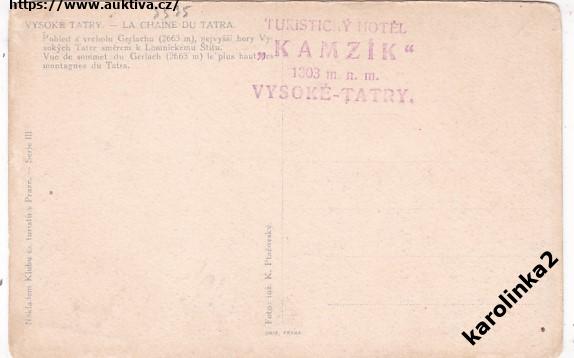 https://www.auktiva.cz/
VYSOKÉ TATRY. — LA CHAINE DU TATRA.
Pohled s vrcholu Gerlachu (2663 m), nejvyšší hory Vy-
sokých Tater směrem k Lomnickému Štítu.
Vue de sommet du Gerlach (2663 m) le plus haut des
montagnes du Tatra.
TURISTICKÝ HOTEL
„KAMZÍK“
1303 m. n. m.
VYSOKÉ-TATRY.
Nákladem Klubu čs. turistů v Praze. — Serie III
Foto: inž. K.
karolinka2